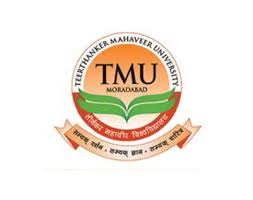 TEERTHANKER MAHAVEER UNIVERSITY
TMU
MORADABAD
तीर्थंकर महावीर विश्वविद्यालय
सम्यक् दर्शन • सम्यक् ज्ञान • सम्यक् चारित्र